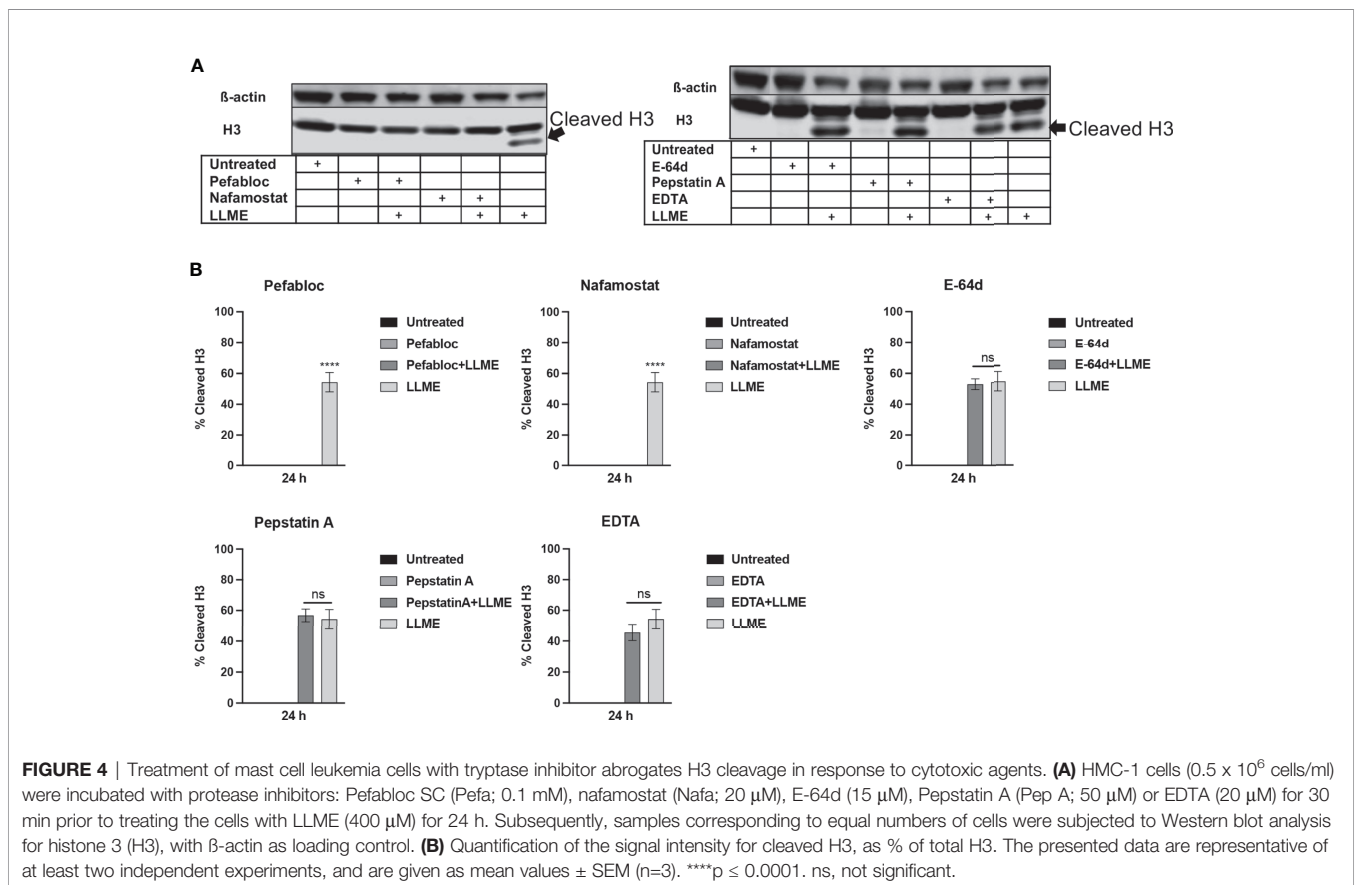 A
ß-actin
H3
Cleaved H3
Untreated +
Pefabloc + +
Nafamostat + +
LLME + + +
ß-actin
H3
Cleaved H3
Untreated +
E-64d + +
Pepstatin A + +
EDTA + +
LLME + + + +
B
Pefabloc
% Cleaved H3
100
80
60
40
20
0
****
24 h
Untreated
Pefabloc
Pefabloc+LLME
LLME
Nafamostat
% Cleaved H3
100
80
60
40
20
0
****
24 h
Untreated
Nafamostat
Nafamostat+LLME
LLME
E-64d
% Cleaved H3
100
80
60
40
20
0
ns
24 h
Untreated
E-64d
E-64d+LLME
LLME
Pepstatin A
% Cleaved H3
100
80
60
40
20
0
ns
24 h
Untreated
Pepstatin A
PepstatinA+LLME
LLME
EDTA
% Cleaved H3
100
80
60
40
20
0
ns
24 h
Untreated
EDTA
EDTA+LLME
LLME
FIGURE 4 | Treatment of mast cell leukemia cells with tryptase inhibitor abrogates H3 cleavage in response to cytotoxic agents. (A) HMC-1 cells (0.5 x 10⁶ cells/ml)
were incubated with protease inhibitors: Pefabloc SC (Pefa; 0.1 mM), nafamostat (Nafa; 20 μM), E-64d (15 μM), Pepstatin A (Pep A; 50 μM) or EDTA (20 μM) for 30
min prior to treating the cells with LLME (400 μM) for 24 h. Subsequently, samples corresponding to equal numbers of cells were subjected to Western blot analysis
for histone 3 (H3), with ß-actin as loading control. (B) Quantification of the signal intensity for cleaved H3, as % of total H3. The presented data are representative of
at least two independent experiments, and are given as mean values ± SEM (n=3). ****p ≤ 0.0001. ns, not significant.